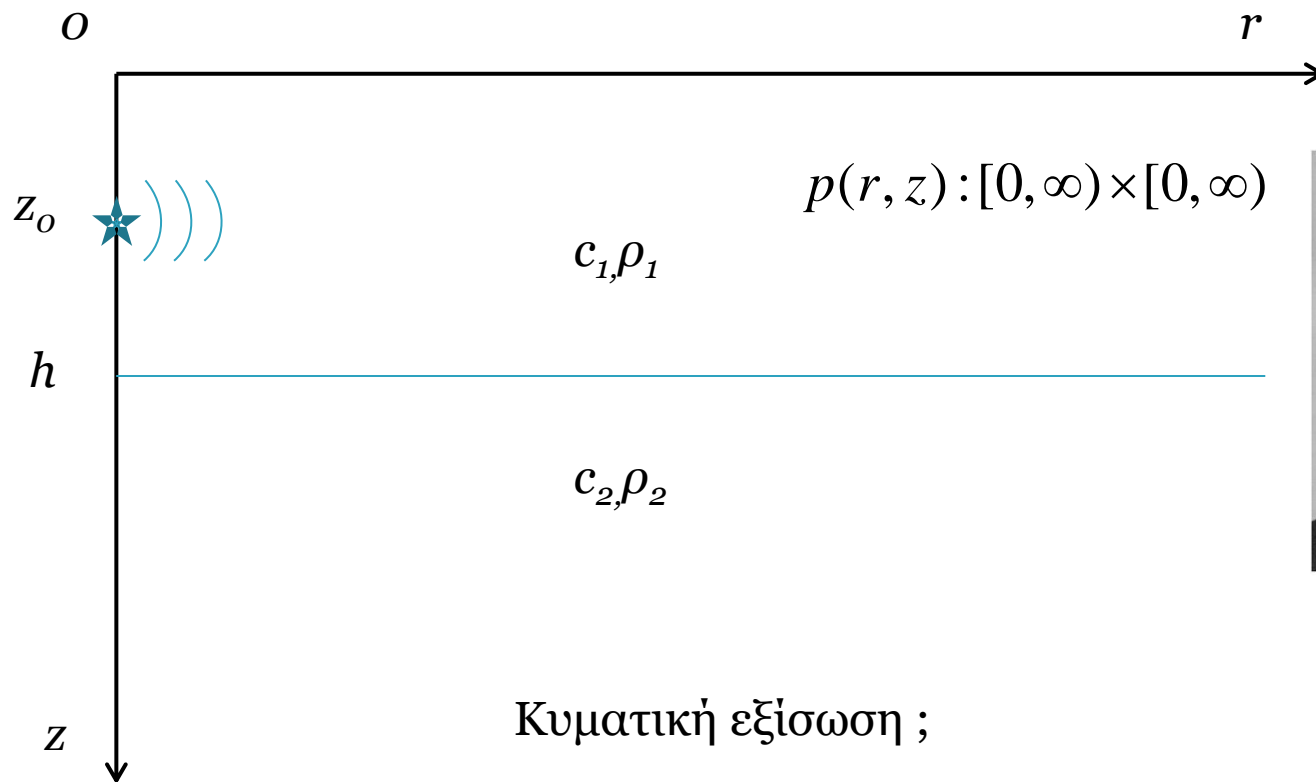 o r
p(r, z) : [0, ∞) × [0, ∞)
z₀
c₁,ρ₁
h
c₂,ρ₂
Κυματική εξίσωση ;
z